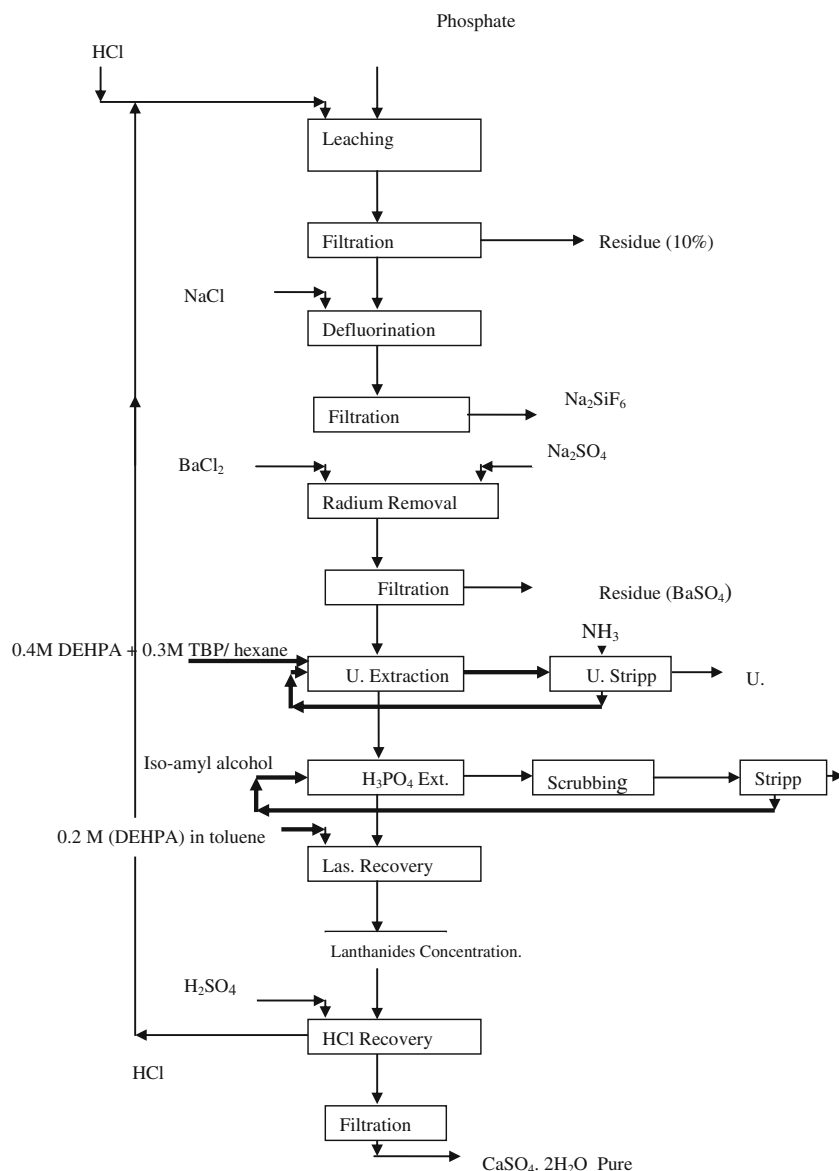 Phosphate
HCl
Leaching
Filtration
Residue (10%)
NaCl
Defluorination
Filtration
Na₂SiF₆
BaCl₂
Na₂SO₄
Radium Removal
Filtration
Residue (BaSO₄)
NH₃
0.4M DEHPA + 0.3M TBP/ hexane
U. Extraction
U. Stripp
U.
Iso-amyl alcohol
H₃PO₄ Ext.
Scrubbing
Stripp
0.2 M (DEHPA) in toluene
Las. Recovery
Lanthanides Concentration.
H₂SO₄
HCl Recovery
HCl
Filtration
CaSO₄. 2H₂O Pure